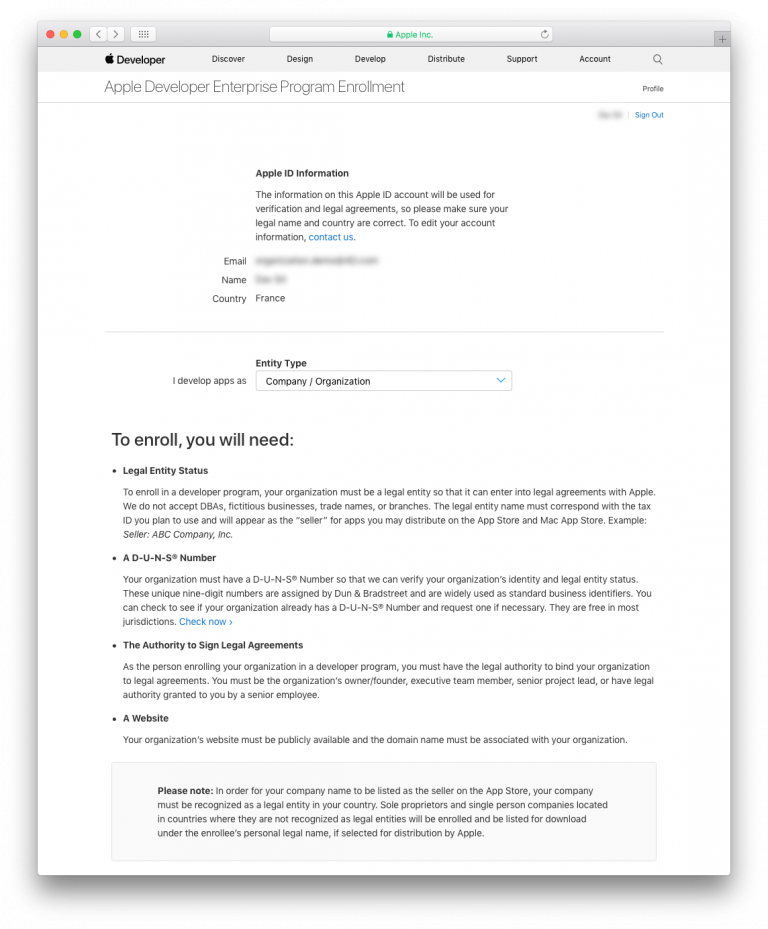 Apple Inc.
Developer Discover Design Develop Distribute Support Account
Apple Developer Enterprise Program Enrollment Profile
Sign Out
Apple ID Information
The information on this Apple ID account will be used for
verification and legal agreements, so please make sure your
legal name and country are correct. To edit your account
information, contact us.
Email
Name
Country France
Entity Type
I develop apps as Company / Organization
To enroll, you will need:
• Legal Entity Status
To enroll in a developer program, your organization must be a legal entity so that it can enter into legal agreements with Apple.
We do not accept DBAs, fictitious businesses, trade names, or branches. The legal entity name must correspond with the tax
ID you plan to use and will appear as the “seller” for apps you may distribute on the App Store and Mac App Store. Example:
Seller: ABC Company, Inc.
• A D-U-N-S® Number
Your organization must have a D-U-N-S® Number so that we can verify your organization’s identity and legal entity status.
These unique nine-digit numbers are assigned by Dun & Bradstreet and are widely used as standard business identifiers. You
can check to see if your organization already has a D-U-N-S® Number and request one if necessary. They are free in most
jurisdictions. Check now ›
• The Authority to Sign Legal Agreements
As the person enrolling your organization in a developer program, you must have the legal authority to bind your organization
to legal agreements. You must be the organization’s owner/founder, executive team member, senior project lead, or have legal
authority granted to you by a senior employee.
• A Website
Your organization’s website must be publicly available and the domain name must be associated with your organization.
Please note: In order for your company name to be listed as the seller on the App Store, your company
must be recognized as a legal entity in your country. Sole proprietors and single person companies located
in countries where they are not recognized as legal entities will be enrolled and be listed for download
under the enrollee’s personal legal name, if selected for distribution by Apple.